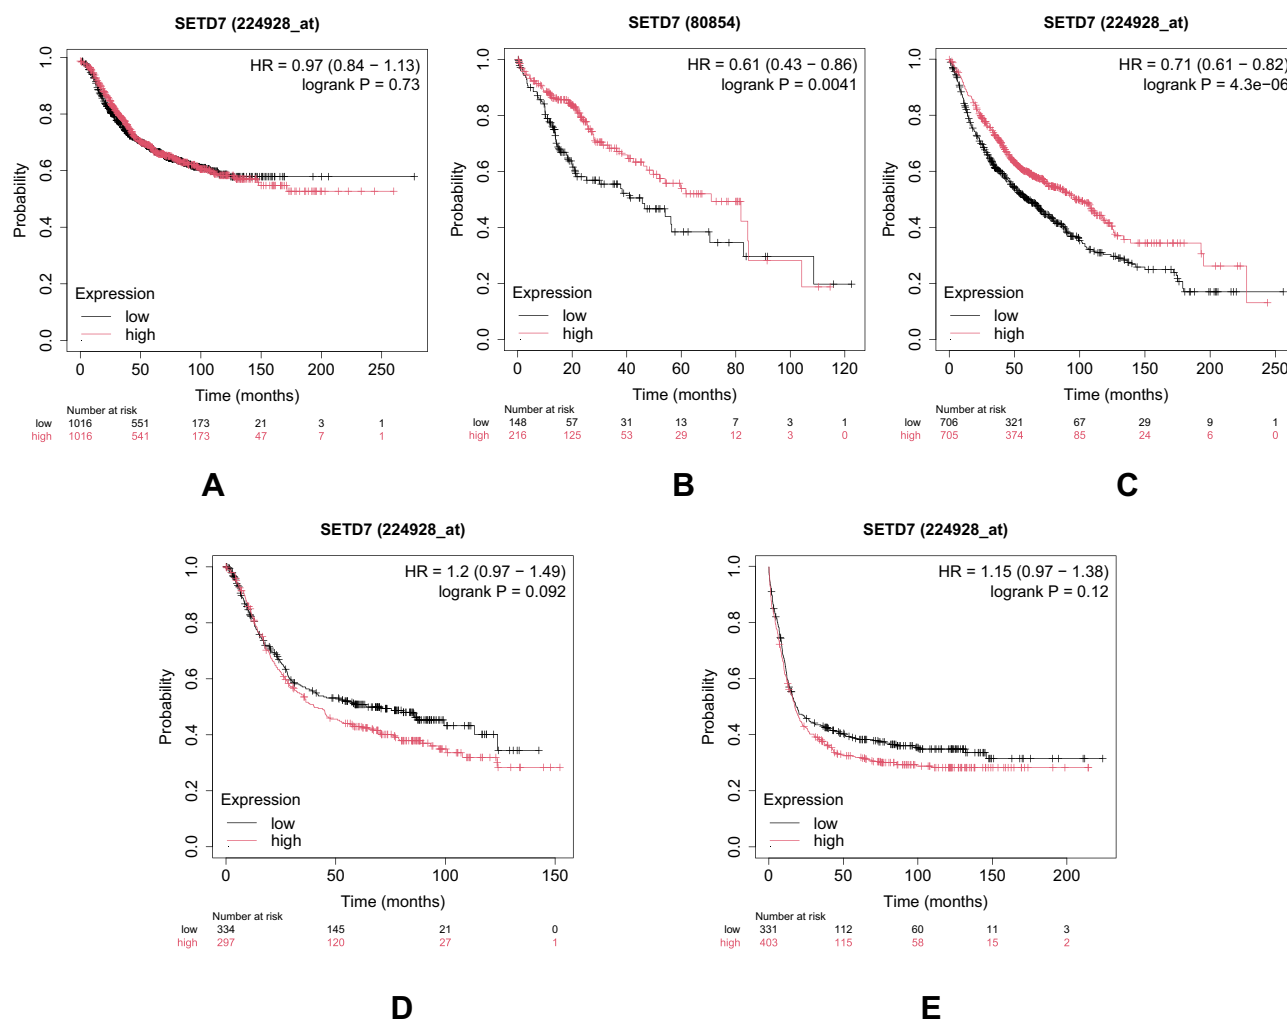 SETD7 (224928_at)
HR = 0.97 (0.84 − 1.13)
logrank P = 0.73
Probability
0.0 0.2 0.4 0.6 0.8 1.0
Expression
low
high
0 50 100 150 200 250
Time (months)
Number at risk
low 1016 551 173 21 3 1
high 1016 541 173 47 7 1
A
SETD7 (80854)
HR = 0.61 (0.43 − 0.86)
logrank P = 0.0041
Probability
0.0 0.2 0.4 0.6 0.8 1.0
Expression
low
high
0 20 40 60 80 100 120
Time (months)
Number at risk
low 148 57 31 13 7 3 1
high 216 125 53 29 12 3 0
B
SETD7 (224928_at)
HR = 0.71 (0.61 − 0.82)
logrank P = 4.3e−06
Probability
0.0 0.2 0.4 0.6 0.8 1.0
Expression
low
high
0 50 100 150 200 250
Time (months)
Number at risk
low 706 321 67 29 9 1
high 705 374 85 24 6 0
C
SETD7 (224928_at)
HR = 1.2 (0.97 − 1.49)
logrank P = 0.092
Probability
0.0 0.2 0.4 0.6 0.8 1.0
Expression
low
high
0 50 100 150
Time (months)
Number at risk
low 334 145 21 0
high 297 120 27 1
D
SETD7 (224928_at)
HR = 1.15 (0.97 − 1.38)
logrank P = 0.12
Probability
0.0 0.2 0.4 0.6 0.8 1.0
Expression
low
high
0 50 100 150 200
Time (months)
Number at risk
low 331 112 60 11 3
high 403 115 58 15 2
E